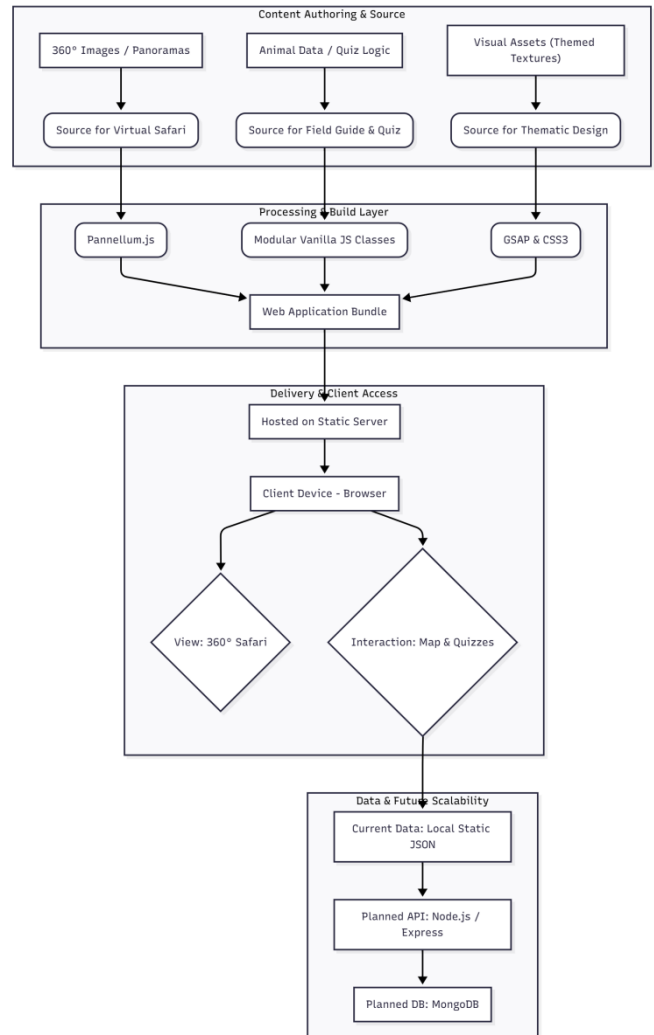 Content Authoring & Source
360° Images / Panoramas
Animal Data / Quiz Logic
Visual Assets (Themed
Textures)
Source for Virtual Safari
Source for Field Guide & Quiz
Source for Thematic Design
Processing & Build Layer
Pannellum.js
Modular Vanilla JS Classes
GSAP & CSS3
Web Application Bundle
Delivery & Client Access
Hosted on Static Server
Client Device - Browser
View: 360° Safari
Interaction: Map & Quizzes
Data & Future Scalability
Current Data: Local Static
JSON
Planned API: Node.js /
Express
Planned DB: MongoDB